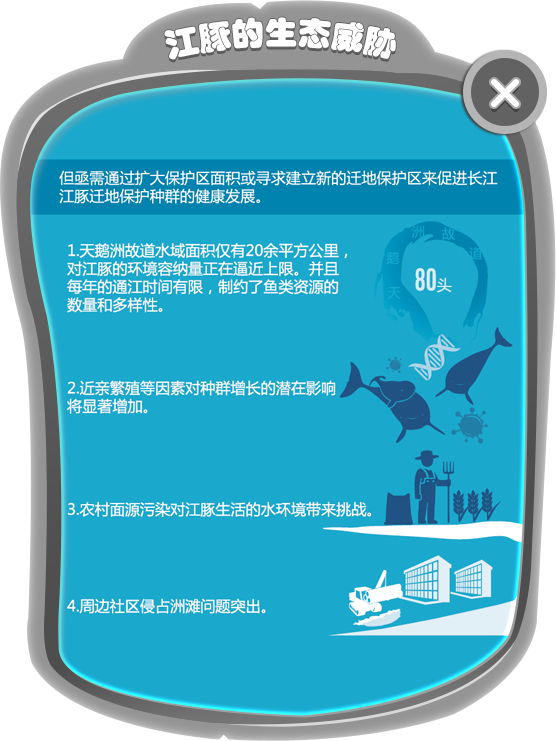 江豚的生态威胁
但亟需通过扩大保护区面积或寻求建立新的迁地保护区来促进长江
江豚迁地保护种群的健康发展。
1.天鹅洲故道水域面积仅有20余平方公里，
对江豚的环境容纳量正在逼近上限。并且
每年的通江时间有限，制约了鱼类资源的
数量和多样性。
天鹅洲故道
80头
2.近亲繁殖等因素对种群增长的潜在影响
将显著增加。
3.农村面源污染对江豚生活的水环境带来挑战。
4.周边社区侵占洲滩问题突出。